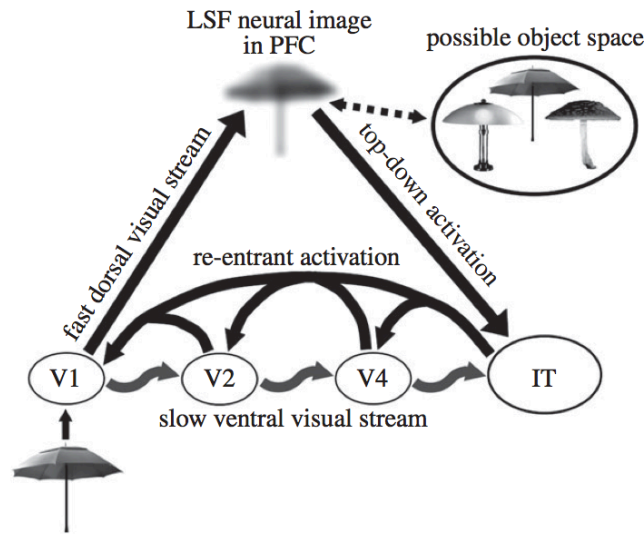 LSF neural image
in PFC
possible object space
fast dorsal visual stream
top-down activation
re-entrant activation
V1
V2
V4
IT
slow ventral visual stream